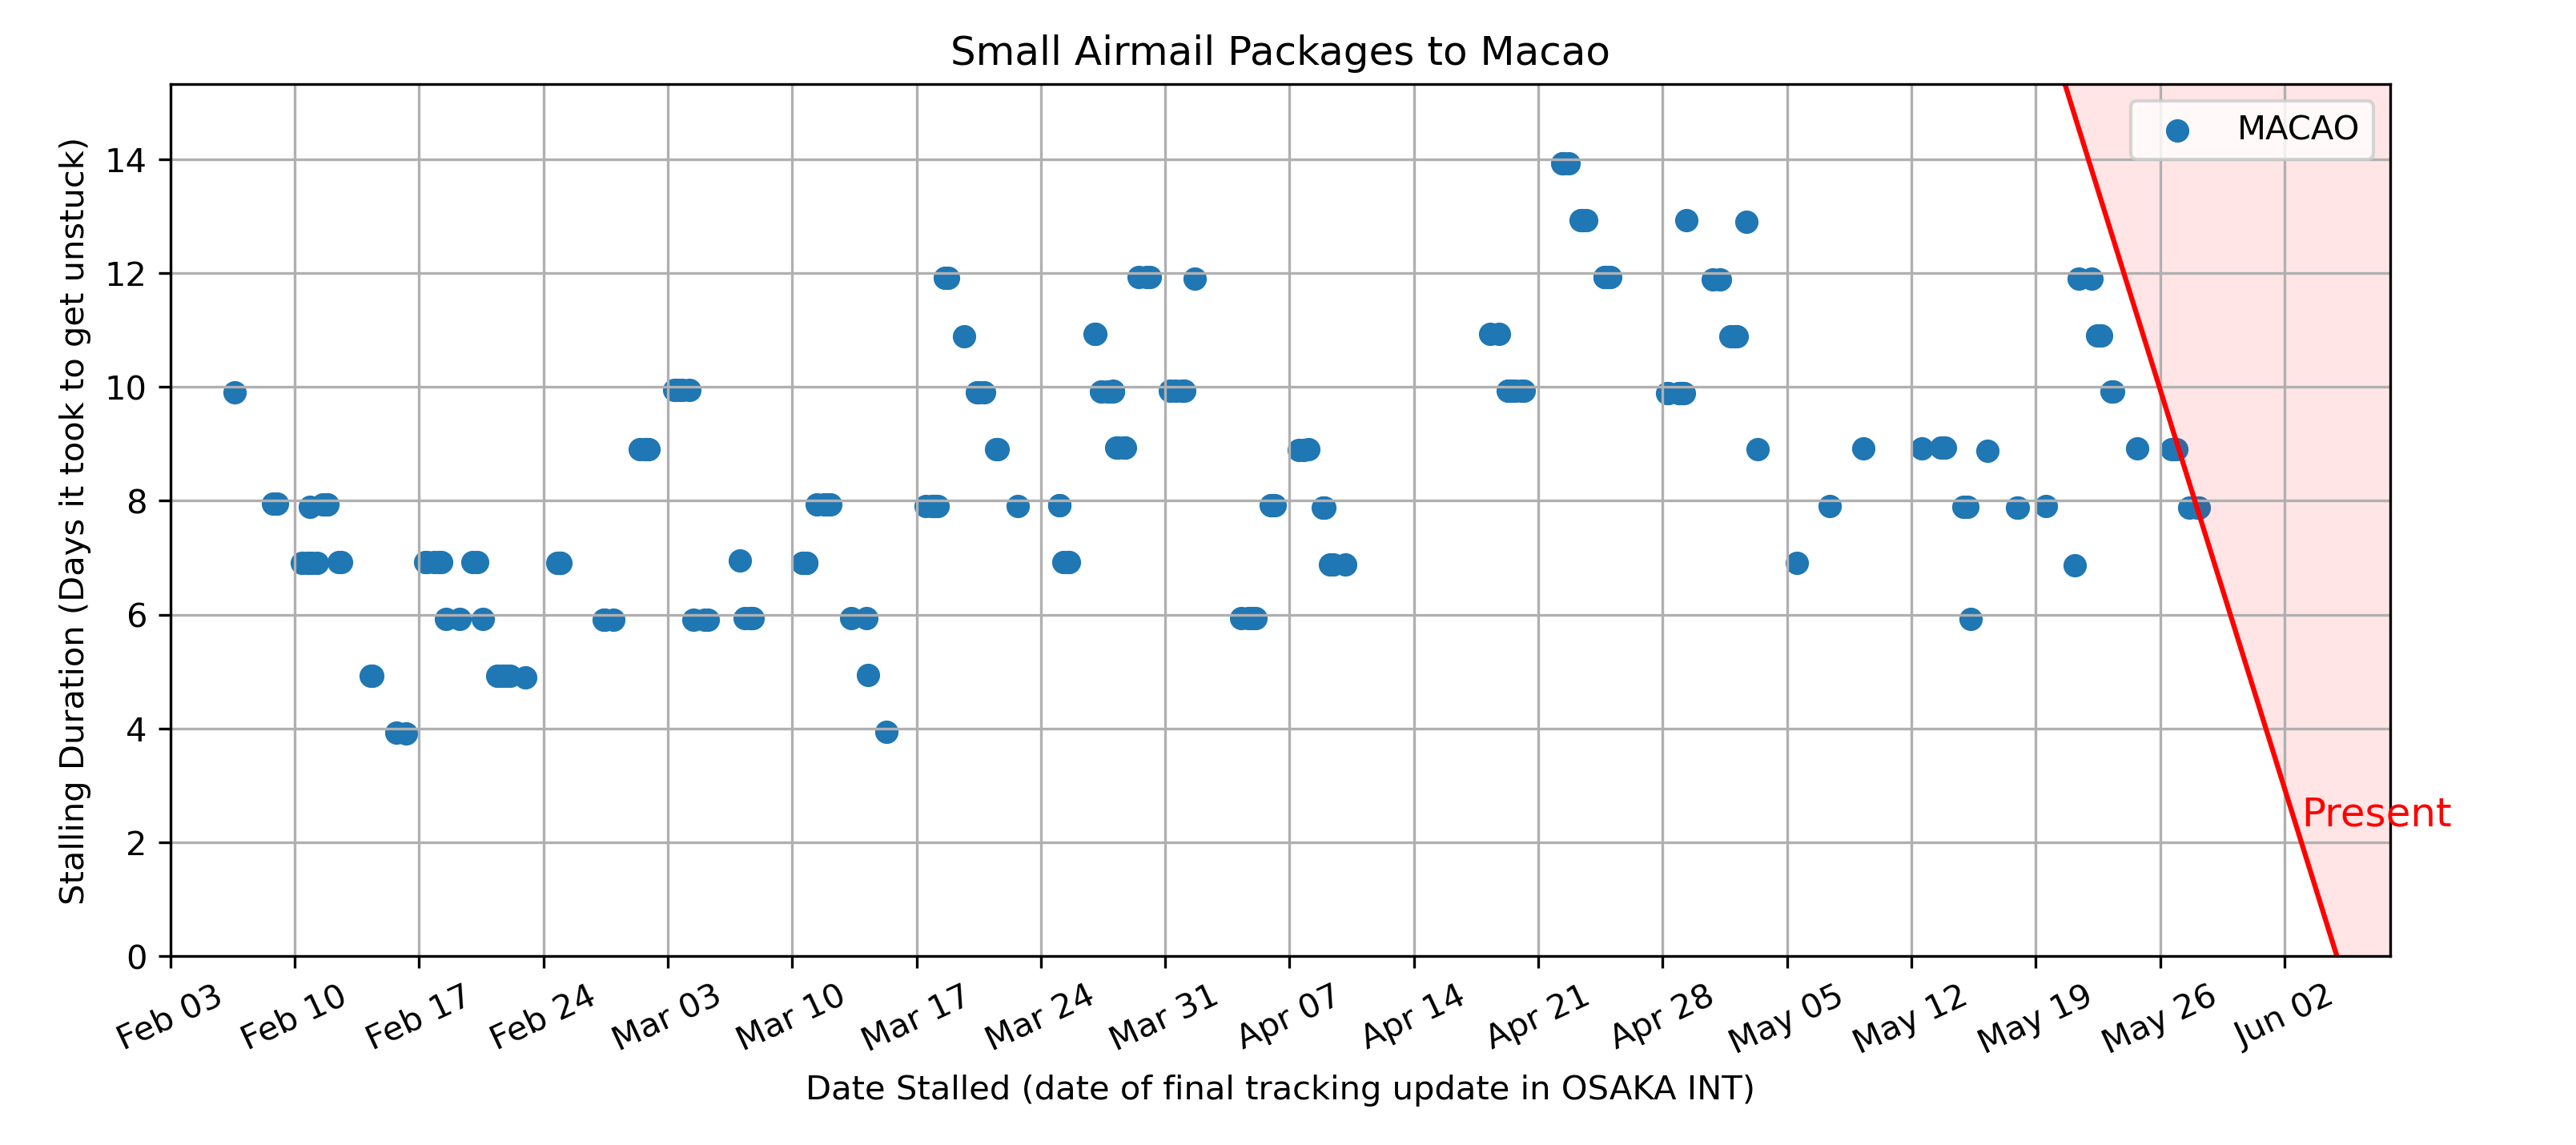 Small Airmail Packages to Macao
MACAO
Stalling Duration (Days it took to get unstuck)
14
12
10
8
6
4
2
0
Present
Feb 03
Feb 10
Feb 17
Feb 24
Mar 03
Mar 10
Mar 17
Mar 24
Mar 31
Apr 07
Apr 14
Apr 21
Apr 28
May 05
May 12
May 19
May 26
Jun 02
Date Stalled (date of final tracking update in OSAKA INT)